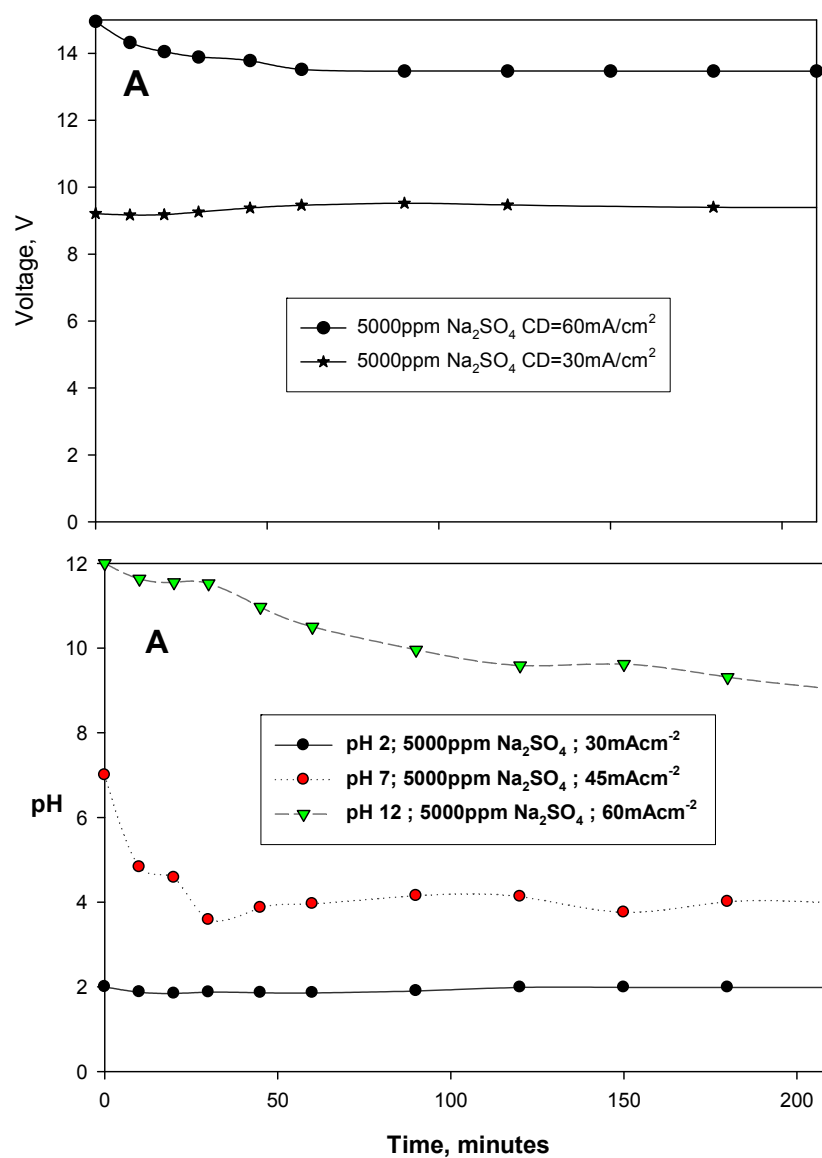 14
A
12
10
Voltage, V
8
5000ppm Na₂SO₄ CD=60mA/cm²
6
5000ppm Na₂SO₄ CD=30mA/cm²
4
2
0
12
A
10
8
pH 2; 5000ppm Na₂SO₄ ; 30mAcm⁻²
pH 7; 5000ppm Na₂SO₄ ; 45mAcm⁻²
pH
6
pH 12 ; 5000ppm Na₂SO₄ ; 60mAcm⁻²
4
2
0
0 50 100 150 200
Time, minutes